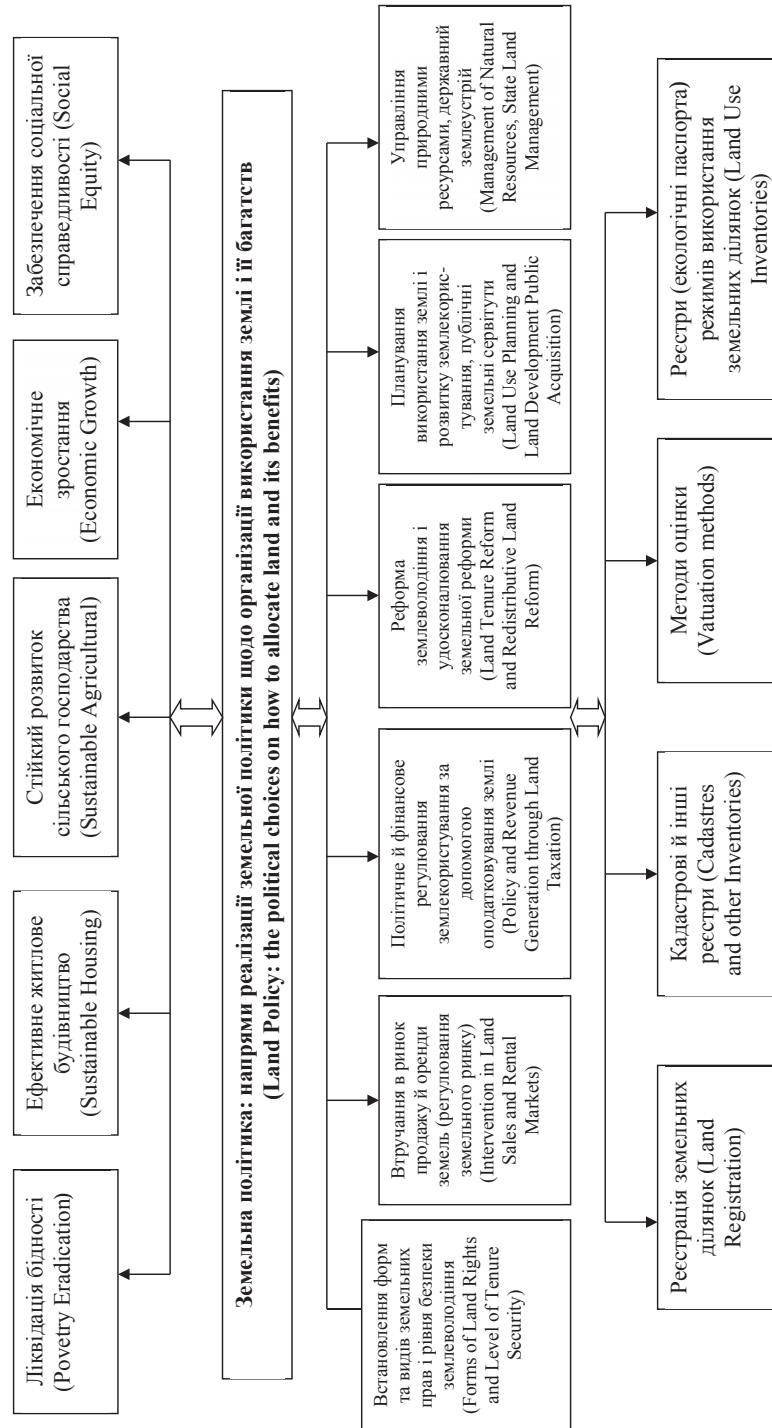 Ліквідація бідності
(Povetry Eradication)
Ефективне житлове
будівництво
(Sustainable Housing)
Стійкий розвиток
сільського господарства
(Sustainable Agricultural)
Економічне
зростання
(Economic Growth)
Забезпечення соціальної
справедливості (Social
Equity)
Земельна політика: напрями реалізації земельної політики щодо організації використання землі і її багатств
(Land Policy: the political choices on how to allocate land and its benefits)
Встановлення форм
та видів земельних
прав і рівня безпеки
землеволодіння
(Forms of Land Rights
and Level of Tenure
Security)
Втручання в ринок
продажу й оренди
земель (регулювання
земельного ринку)
(Intervention in Land
Sales and Rental
Markets)
Політичне й фінансове
регулювання
землекористування за
допомогою
оподатковування землі
(Policy and Revenue
Generation through Land
Taxation)
Реформа
землеволодіння і
удосконалювання
земельної реформи
(Land Tenure Reform
and Redistributive Land
Reform)
Планування
використання землі і
розвитку землекорис-
тування, публічні
земельні сервітути
(Land Use Planning and
Land Development Public
Acquisition)
Управління
природними
ресурсами, державний
землеустрій
(Management of Natural
Resources, State Land
Management)
Реєстрація земельних
ділянок (Land
Registration)
Кадастрові й інші
реєстри (Cadastres
and other Inventories)
Методи оцінки
(Vatuation methods)
Реєстри (екологічні паспорта)
режимів використання
земельних ділянок (Land Use
Inventories)